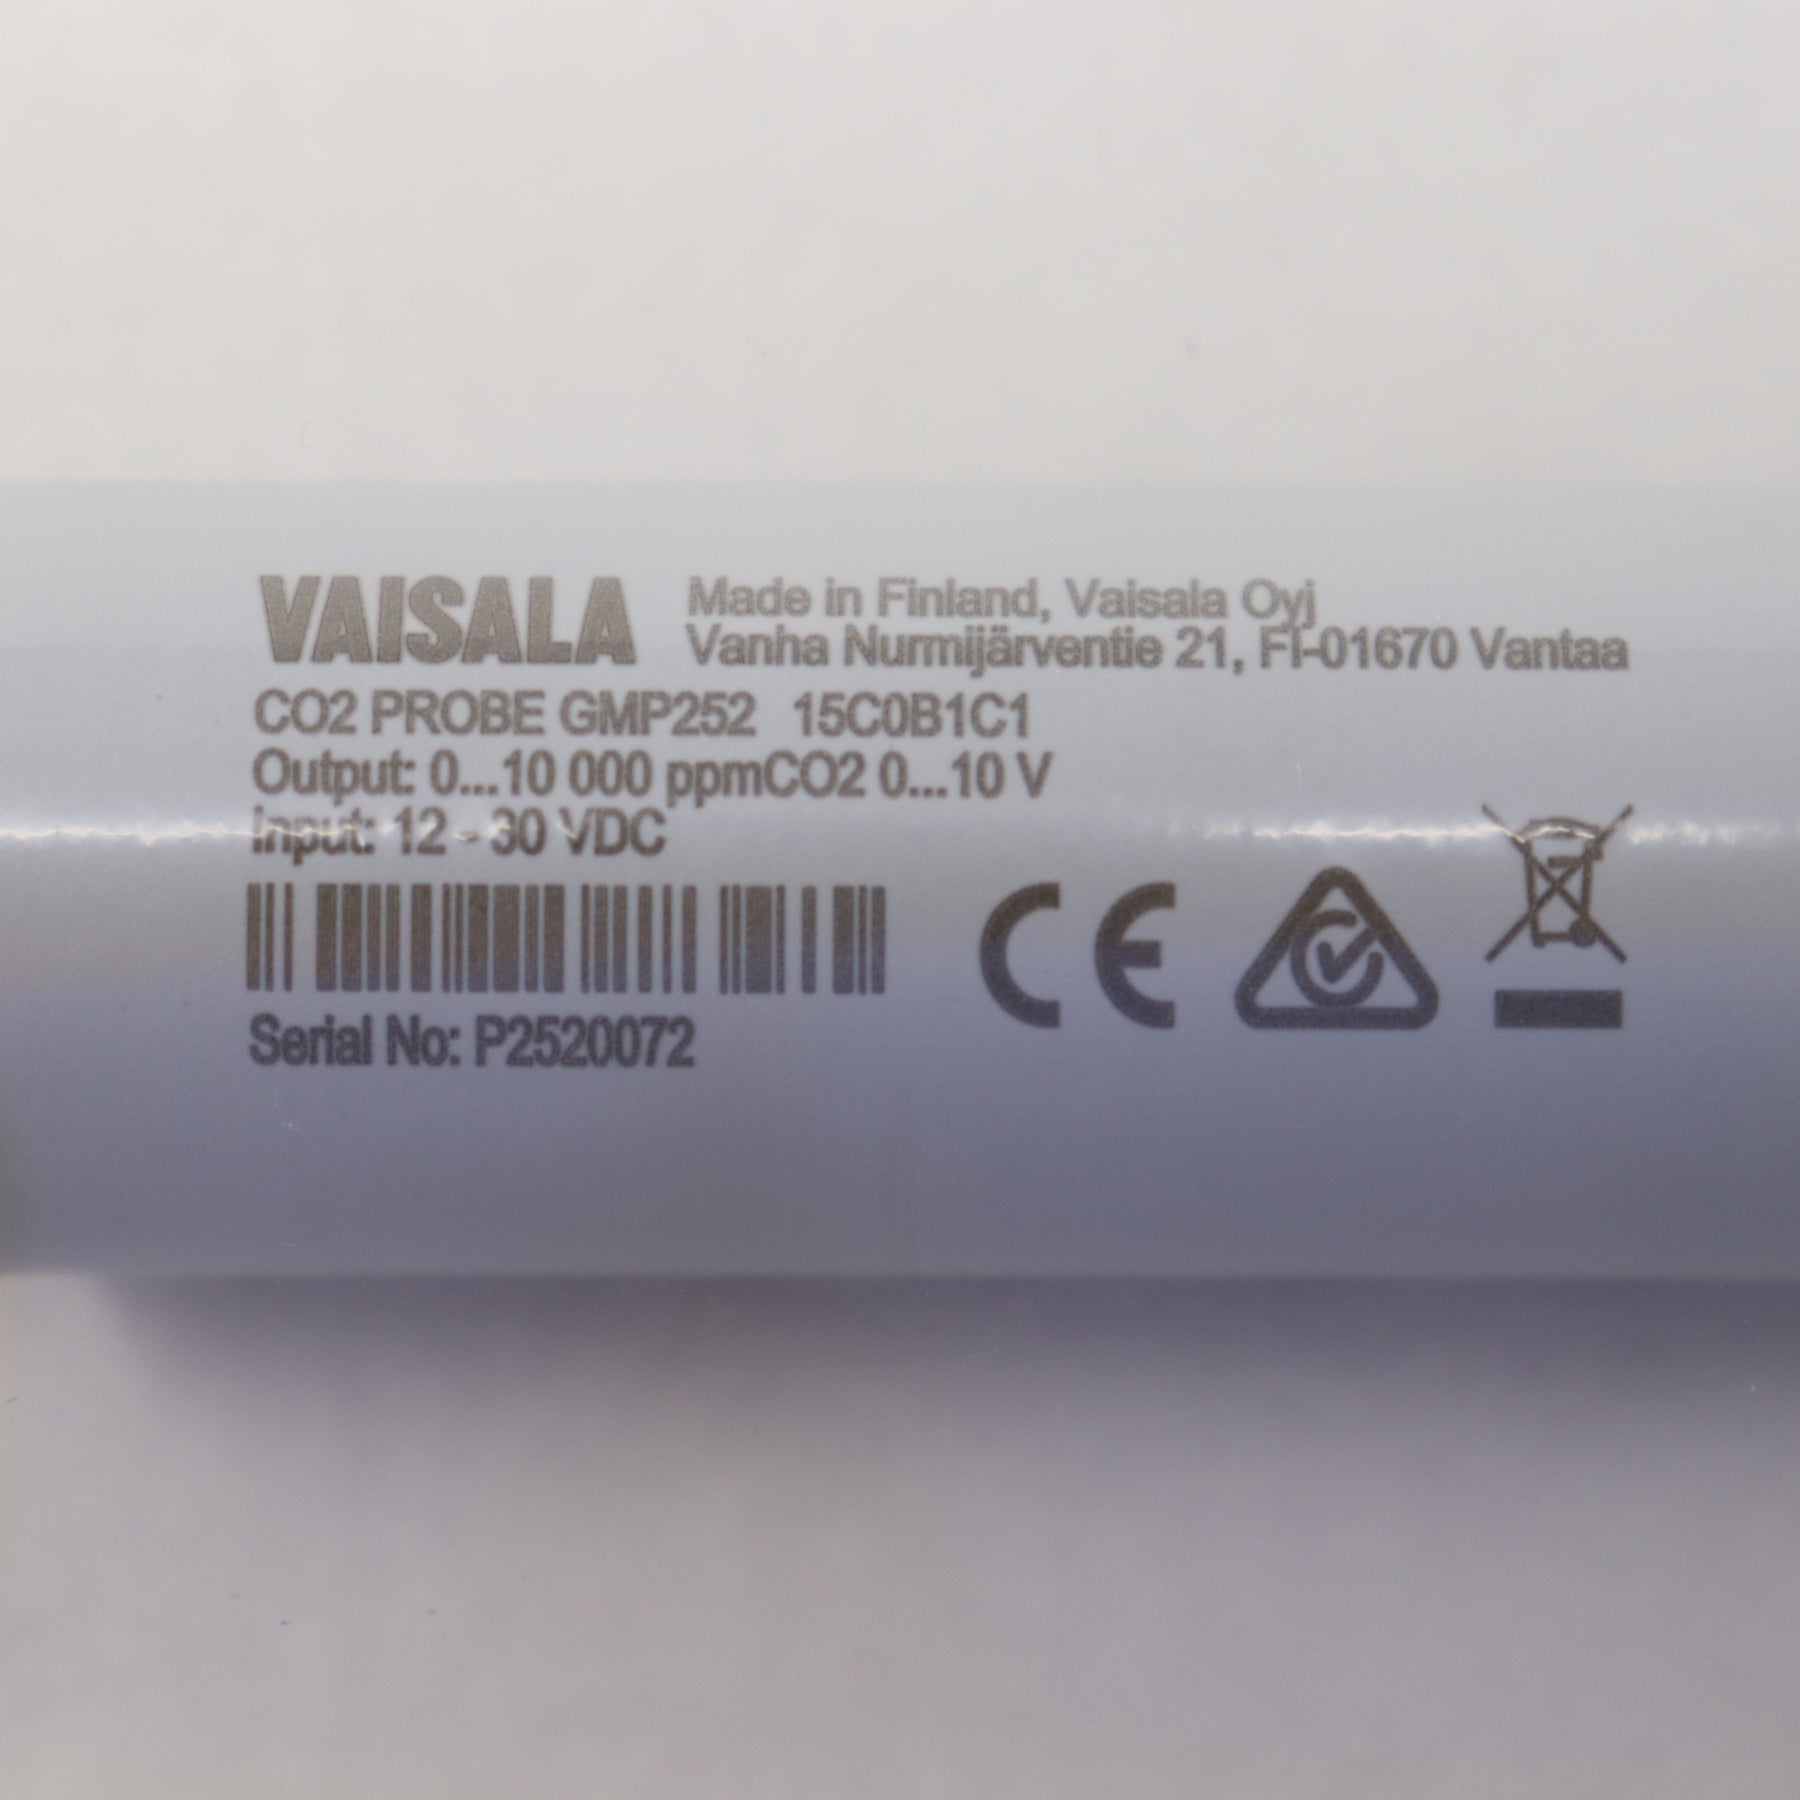 VAISALA Made in Finland, Vaisala Oyj
Vanha Nurmijärventie 21, FI-01670 Vantaa
CO2 PROBE GMP252 15C0B1C1
Output: 0...10 000 ppmCO2 0...10 V
Input: 12 - 30 VDC
CE
Serial No: P2520072